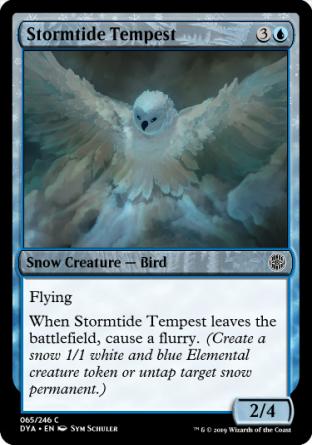 Stormtide Tempest 3
Snow Creature — Bird
Flying
When Stormtide Tempest leaves the
battlefield, cause a flurry. (Create a
snow 1/1 white and blue Elemental
creature token or untap target snow
permanent.)
2/4
065/246 C
DYA • EN Sym Schuler
™ & © 2019 Wizards of the Coast